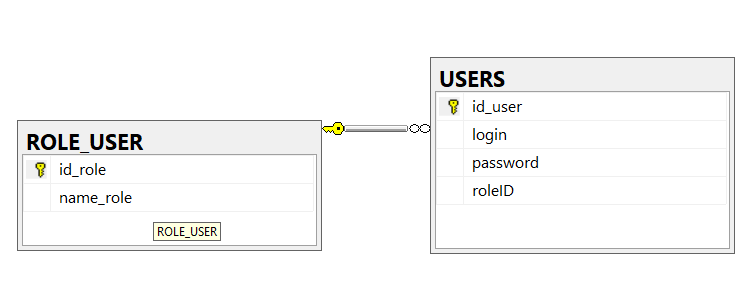 ROLE_USER
id_role
name_role
ROLE_USER
USERS
id_user
login
password
roleID